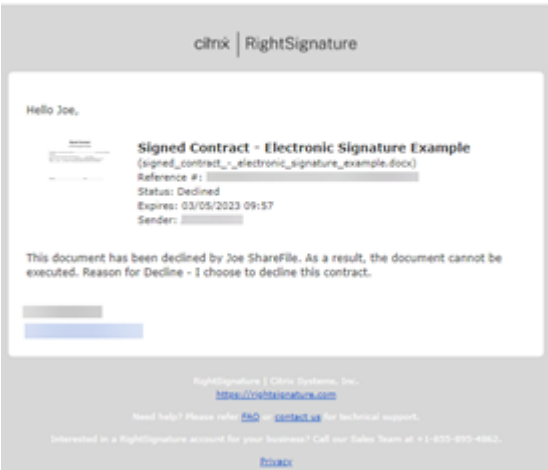 citrix | RightSignature
Hello Joe,
Signed Contract - Electronic Signature Example
(signed_contract_-_electronic_signature_example.docx)
Reference #:
Status: Declined
Expires: 03/05/2023 09:57
Sender:
This document has been declined by Joe ShareFile. As a result, the document cannot be
executed. Reason for Decline - I choose to decline this contract.
RightSignature | Citrix Systems, Inc.
https://rightsignature.com
Need help? Please refer FAQ or contact us for technical support.
Interested in a RightSignature account for your business? Call our Sales Team at +1-855-895-4862.
Privacy